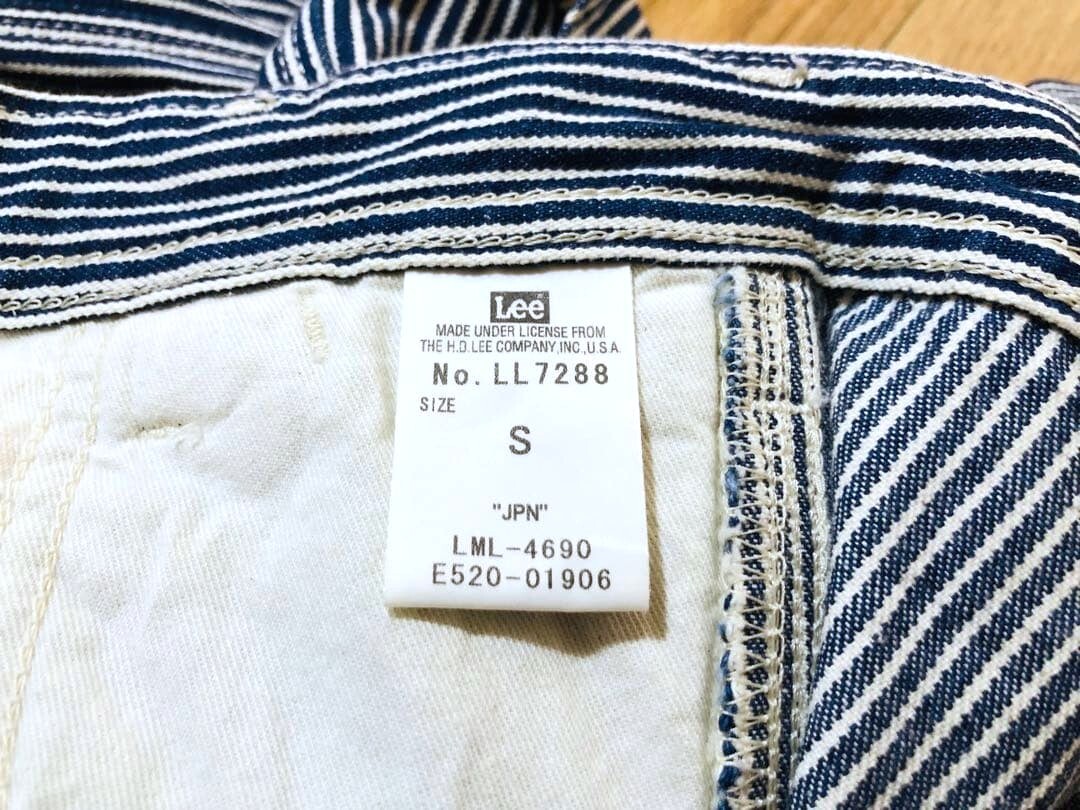 Lee
MADE UNDER LICENSE FROM
THE H.D.LEE COMPANY,INC.,U.S.A.
No. LL7288
SIZE
S
"JPN"
LML-4690
E520-01906